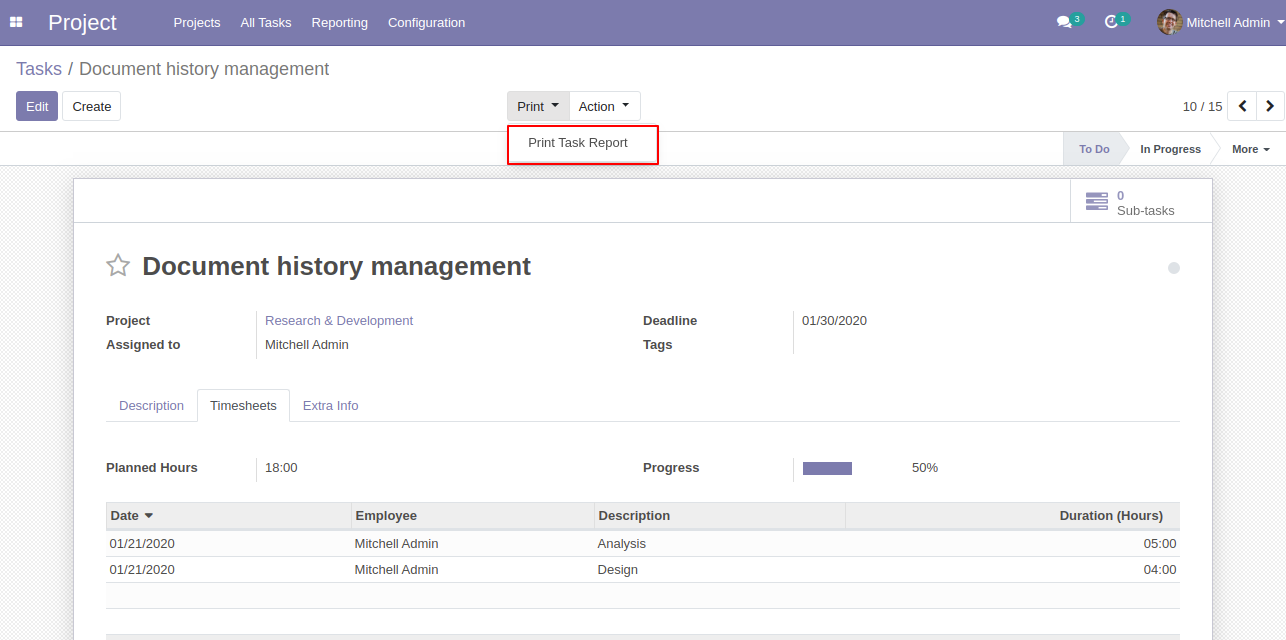 Project Projects All Tasks Reporting Configuration 3 1 Mitchell Admin
Tasks / Document history management
Edit Create Print Action 10 / 15
Print Task Report
To Do In Progress More
0
Sub-tasks
Document history management
Project Research & Development Deadline 01/30/2020
Assigned to Mitchell Admin Tags
Description Timesheets Extra Info
Planned Hours 18:00 Progress 50%
Date Employee Description Duration (Hours)
01/21/2020 Mitchell Admin Analysis 05:00
01/21/2020 Mitchell Admin Design 04:00